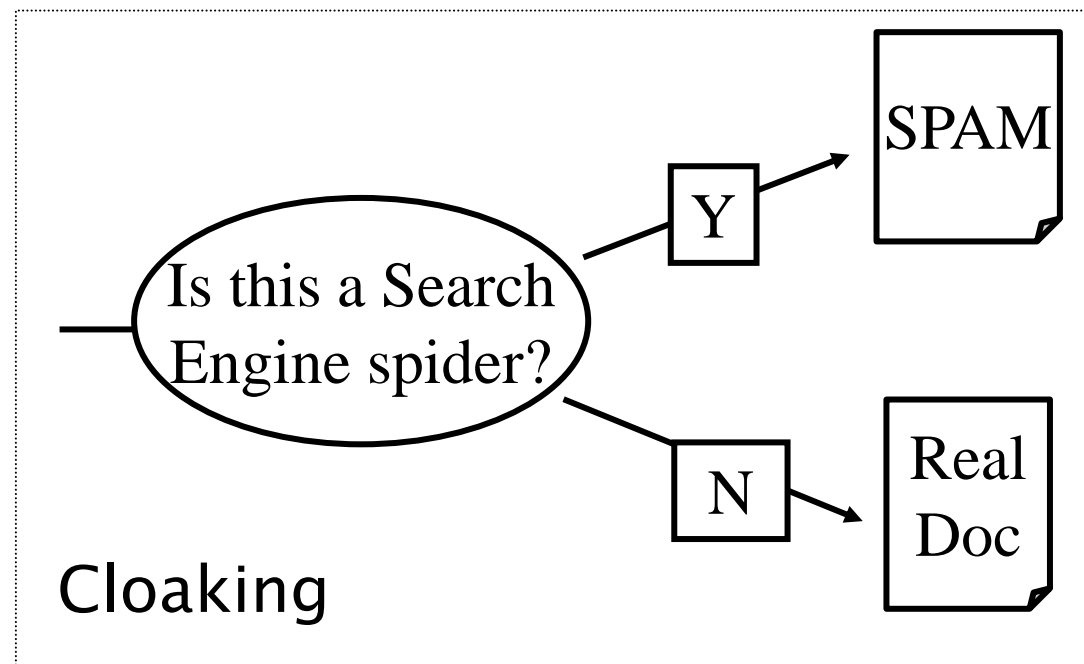 SPAM
Y
Is this a Search
Engine spider?
N
Real
Doc
Cloaking